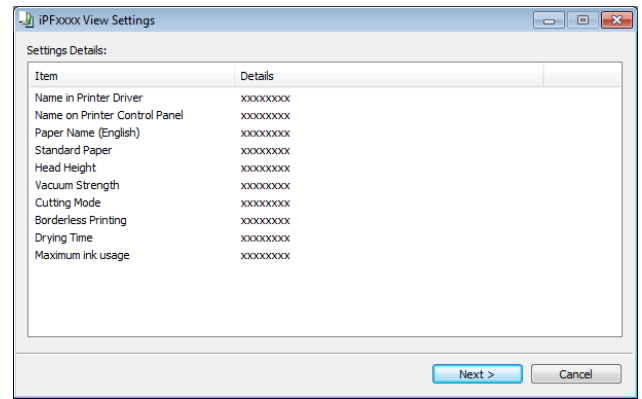 iPFxxxx View Settings
Settings Details:
Item Details
Name in Printer Driver xxxxxxxx
Name on Printer Control Panel xxxxxxxx
Paper Name (English) xxxxxxxx
Standard Paper xxxxxxxx
Head Height xxxxxxxx
Vacuum Strength xxxxxxxx
Cutting Mode xxxxxxxx
Borderless Printing xxxxxxxx
Drying Time xxxxxxxx
Maximum ink usage xxxxxxxx
Next > Cancel